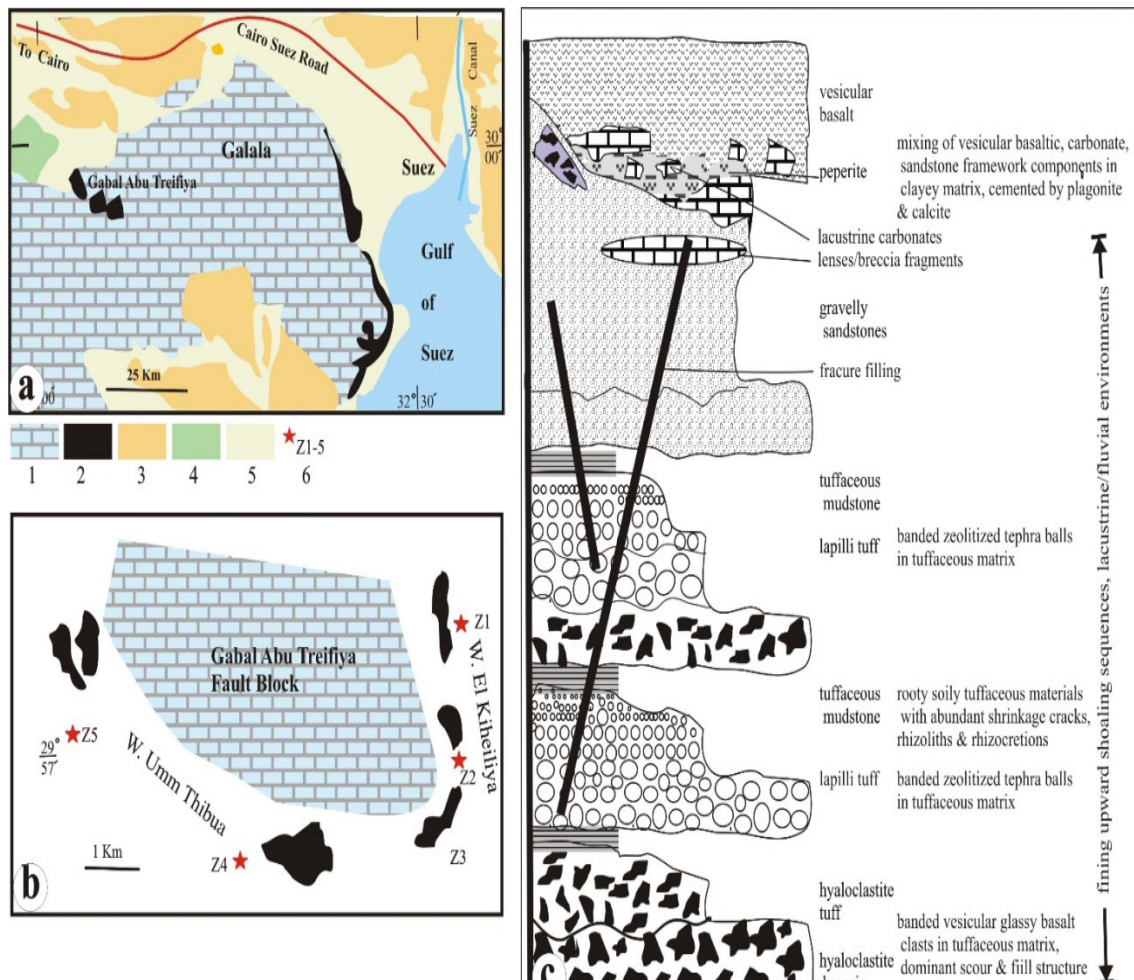 To Cairo
Cairo Suez Road
Suez Canal
30°
00'
Galala
Suez
Gabal Abu Treifiya
Gulf
of
Suez
25 Km
a
00'
32° 30'
1 2 3 4 5 6
Z1-5
Z1
Gabal Abu Treifiya
Fault Block
W. El Kiheiliya
Z5
29°
57'
Z2
W. Umm Thibua
Z3
Z4
1 Km
b
vesicular
basalt
peperite
mixing of vesicular basaltic, carbonate,
sandstone framework components in
clayey matrix, cemented by plagonite
& calcite
lacustrine carbonates
lenses/breccia fragments
gravelly
sandstones
fracure filling
tuffaceous
mudstone
lapilli tuff
banded zeolitized tephra balls
in tuffaceous matrix
tuffaceous
mudstone
rooty soily tuffaceous materials
with abundant shrinkage cracks,
rhizoliths & rhizocretions
lapilli tuff
banded zeolitized tephra balls
in tuffaceous matrix
hyaloclastite
tuff
hyaloclastite
banded vesicular glassy basalt
clasts in tuffaceous matrix,
dominant scour & fiill structure
fining upward shoaling sequences, lacustrine/fluvial environments
c